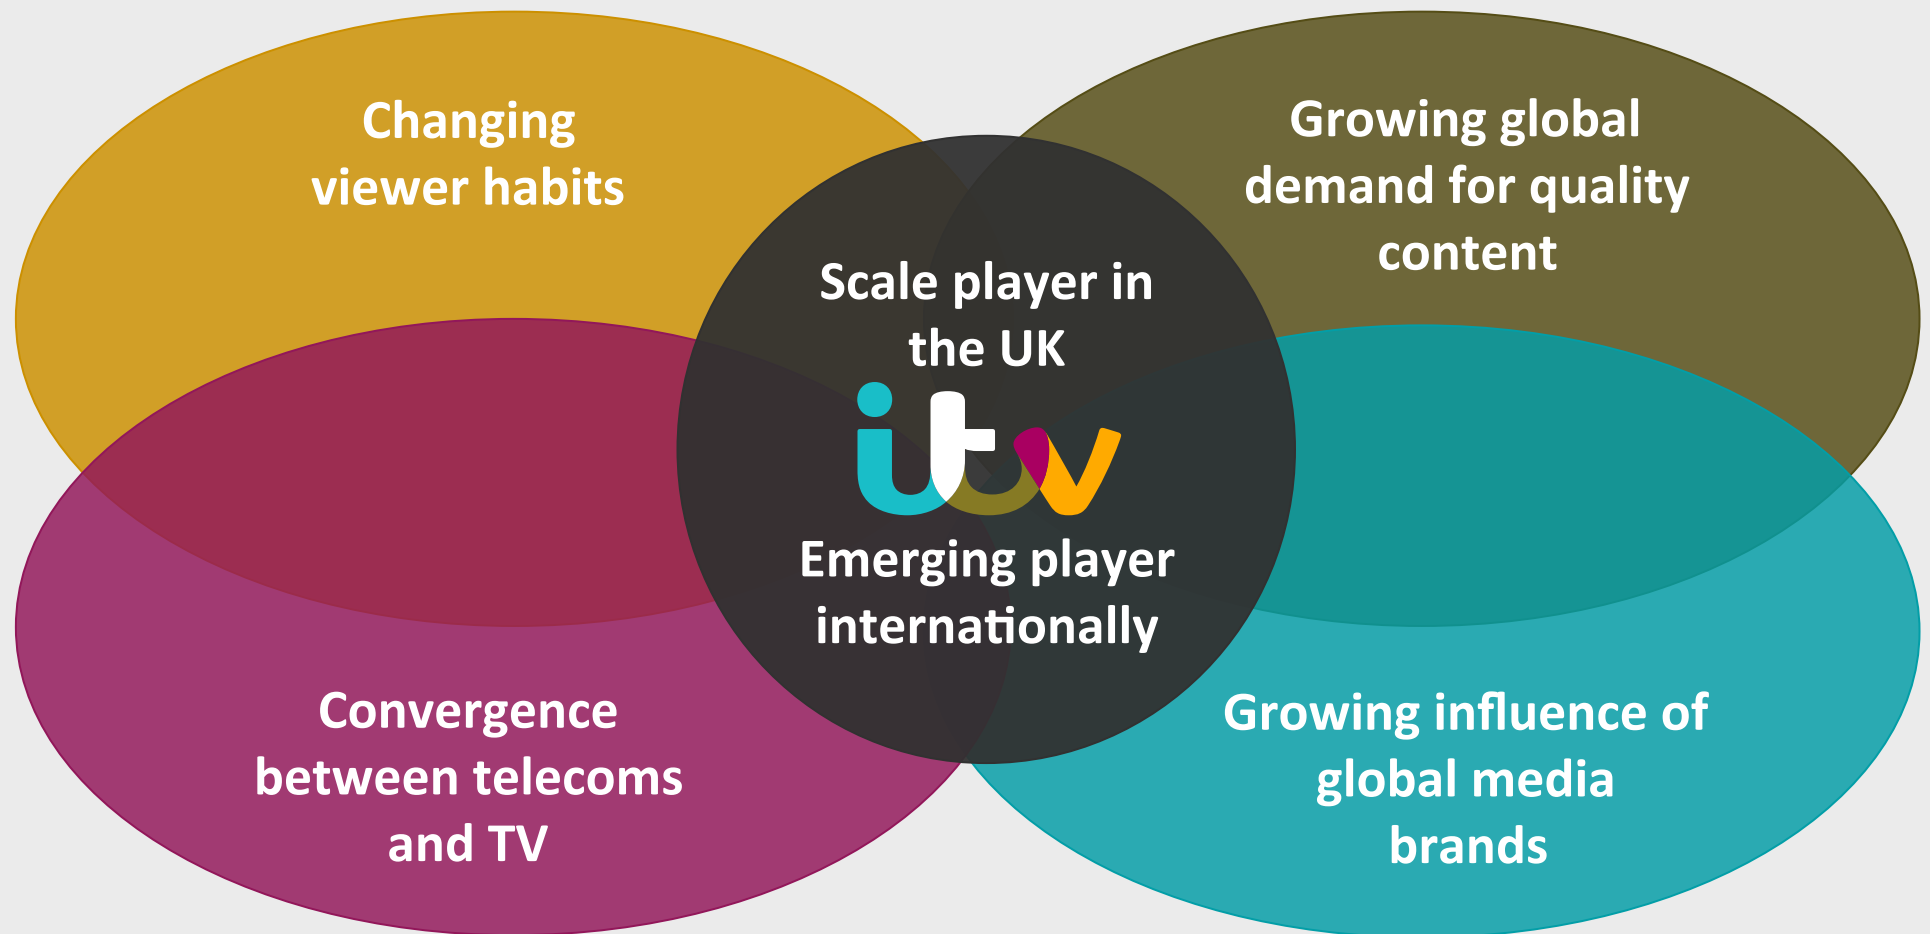 Changing
viewer habits
Growing global
demand for quality
content
Scale player in
the UK
itv
Emerging player
internationally
Convergence
between telecoms
and TV
Growing influence of
global media
brands